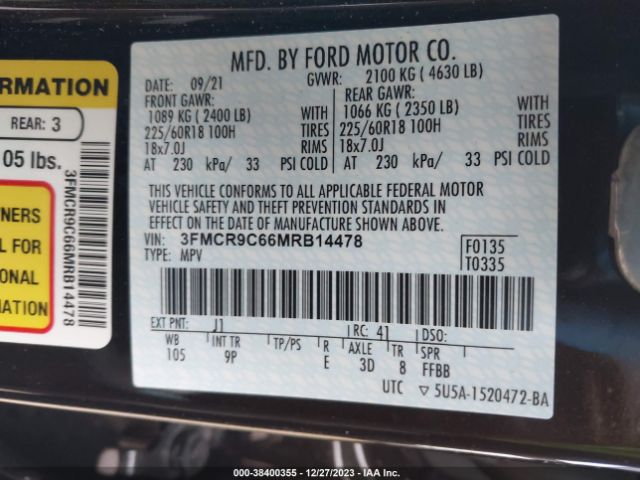 MFD. BY FORD MOTOR CO.
DATE: 09/21 GVWR: 2100 KG ( 4630 LB)
FRONT GAWR: REAR GAWR:
1089 KG ( 2400 LB) WITH 1066 KG ( 2350 LB) WITH
225/60R18 100H TIRES 225/60R18 100H TIRES
18x7.0J RIMS 18x7.0J RIMS
AT 230 kPa/ 33 PSI COLD AT 230 kPa/ 33 PSI COLD
THIS VEHICLE CONFORMS TO ALL APPLICABLE FEDERAL MOTOR
VEHICLE SAFETY AND THEFT PREVENTION STANDARDS IN
EFFECT ON THE DATE OF MANUFACTURE SHOWN ABOVE.
VIN: 3FMCR9C66MRB14478
TYPE: MPV
F0135
T0335
EXT PNT: J1 RC: 41 DSO:
WB INT TR TP/PS R AXLE TR SPR
105 9P E 3D 8 FFBB
UTC ▽ 5U5A-1520472-BA
ORMATION
REAR: 3
05 lbs.
3FMCR9C66MRB14478
NERS
L FOR
IONAL
MATION
000-38400355 • 12/27/2023 • IAA Inc.